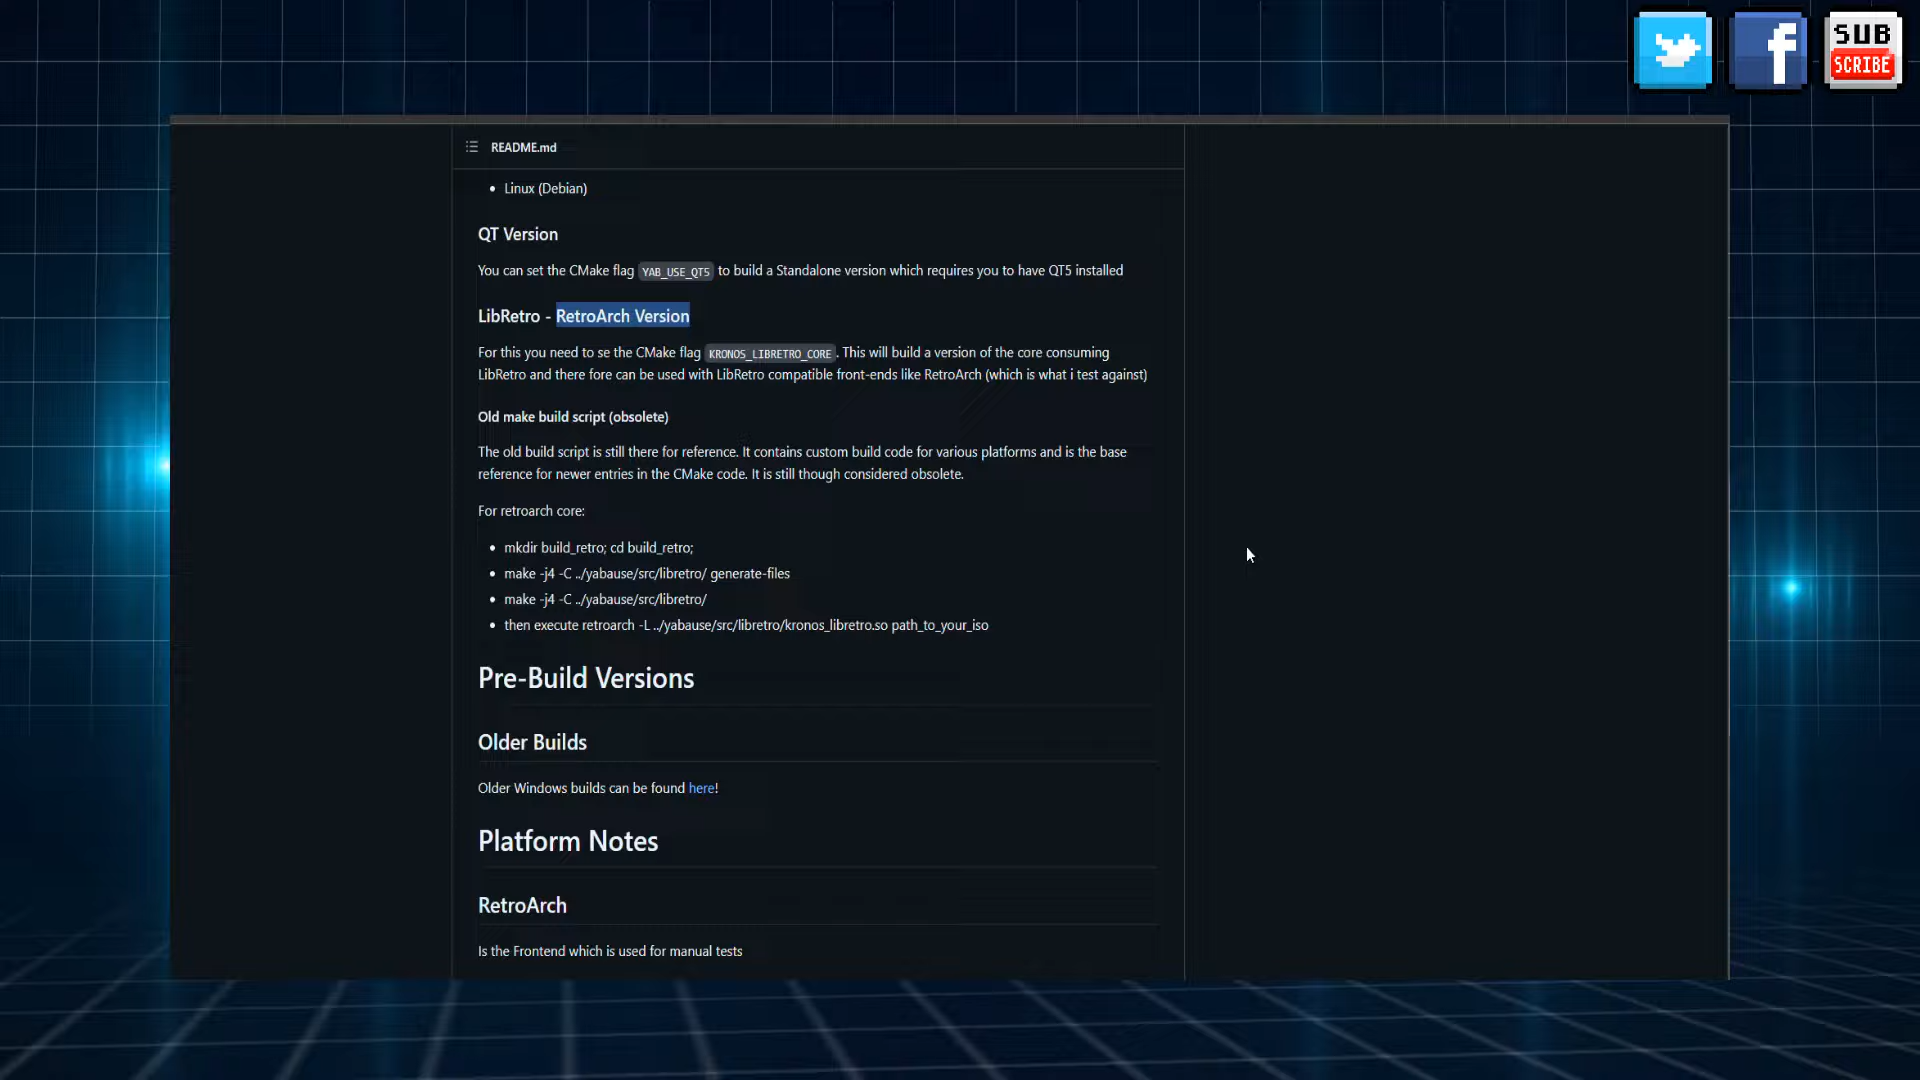 SUB
SCRIBE
README.md
• Linux (Debian)
QT Version
You can set the CMake flag YAB_USE_QT5 to build a Standalone version which requires you to have QT5 installed
LibRetro - RetroArch Version
For this you need to se the CMake flag KRONOS_LIBRETRO_CORE. This will build a version of the core consuming
LibRetro and there fore can be used with LibRetro compatible front-ends like RetroArch (which is what i test against)
Old make build script (obsolete)
The old build script is still there for reference. It contains custom build code for various platforms and is the base
reference for newer entries in the CMake code. It is still though considered obsolete.
For retroarch core:
• mkdir build_retro; cd build_retro;
• make -j4 -C ../yabause/src/libretro/ generate-files
• make -j4 -C ../yabause/src/libretro/
• then execute retroarch -L ../yabause/src/libretro/kronos_libretro.so path_to_your_iso
Pre-Build Versions
Older Builds
Older Windows builds can be found here!
Platform Notes
RetroArch
Is the Frontend which is used for manual tests